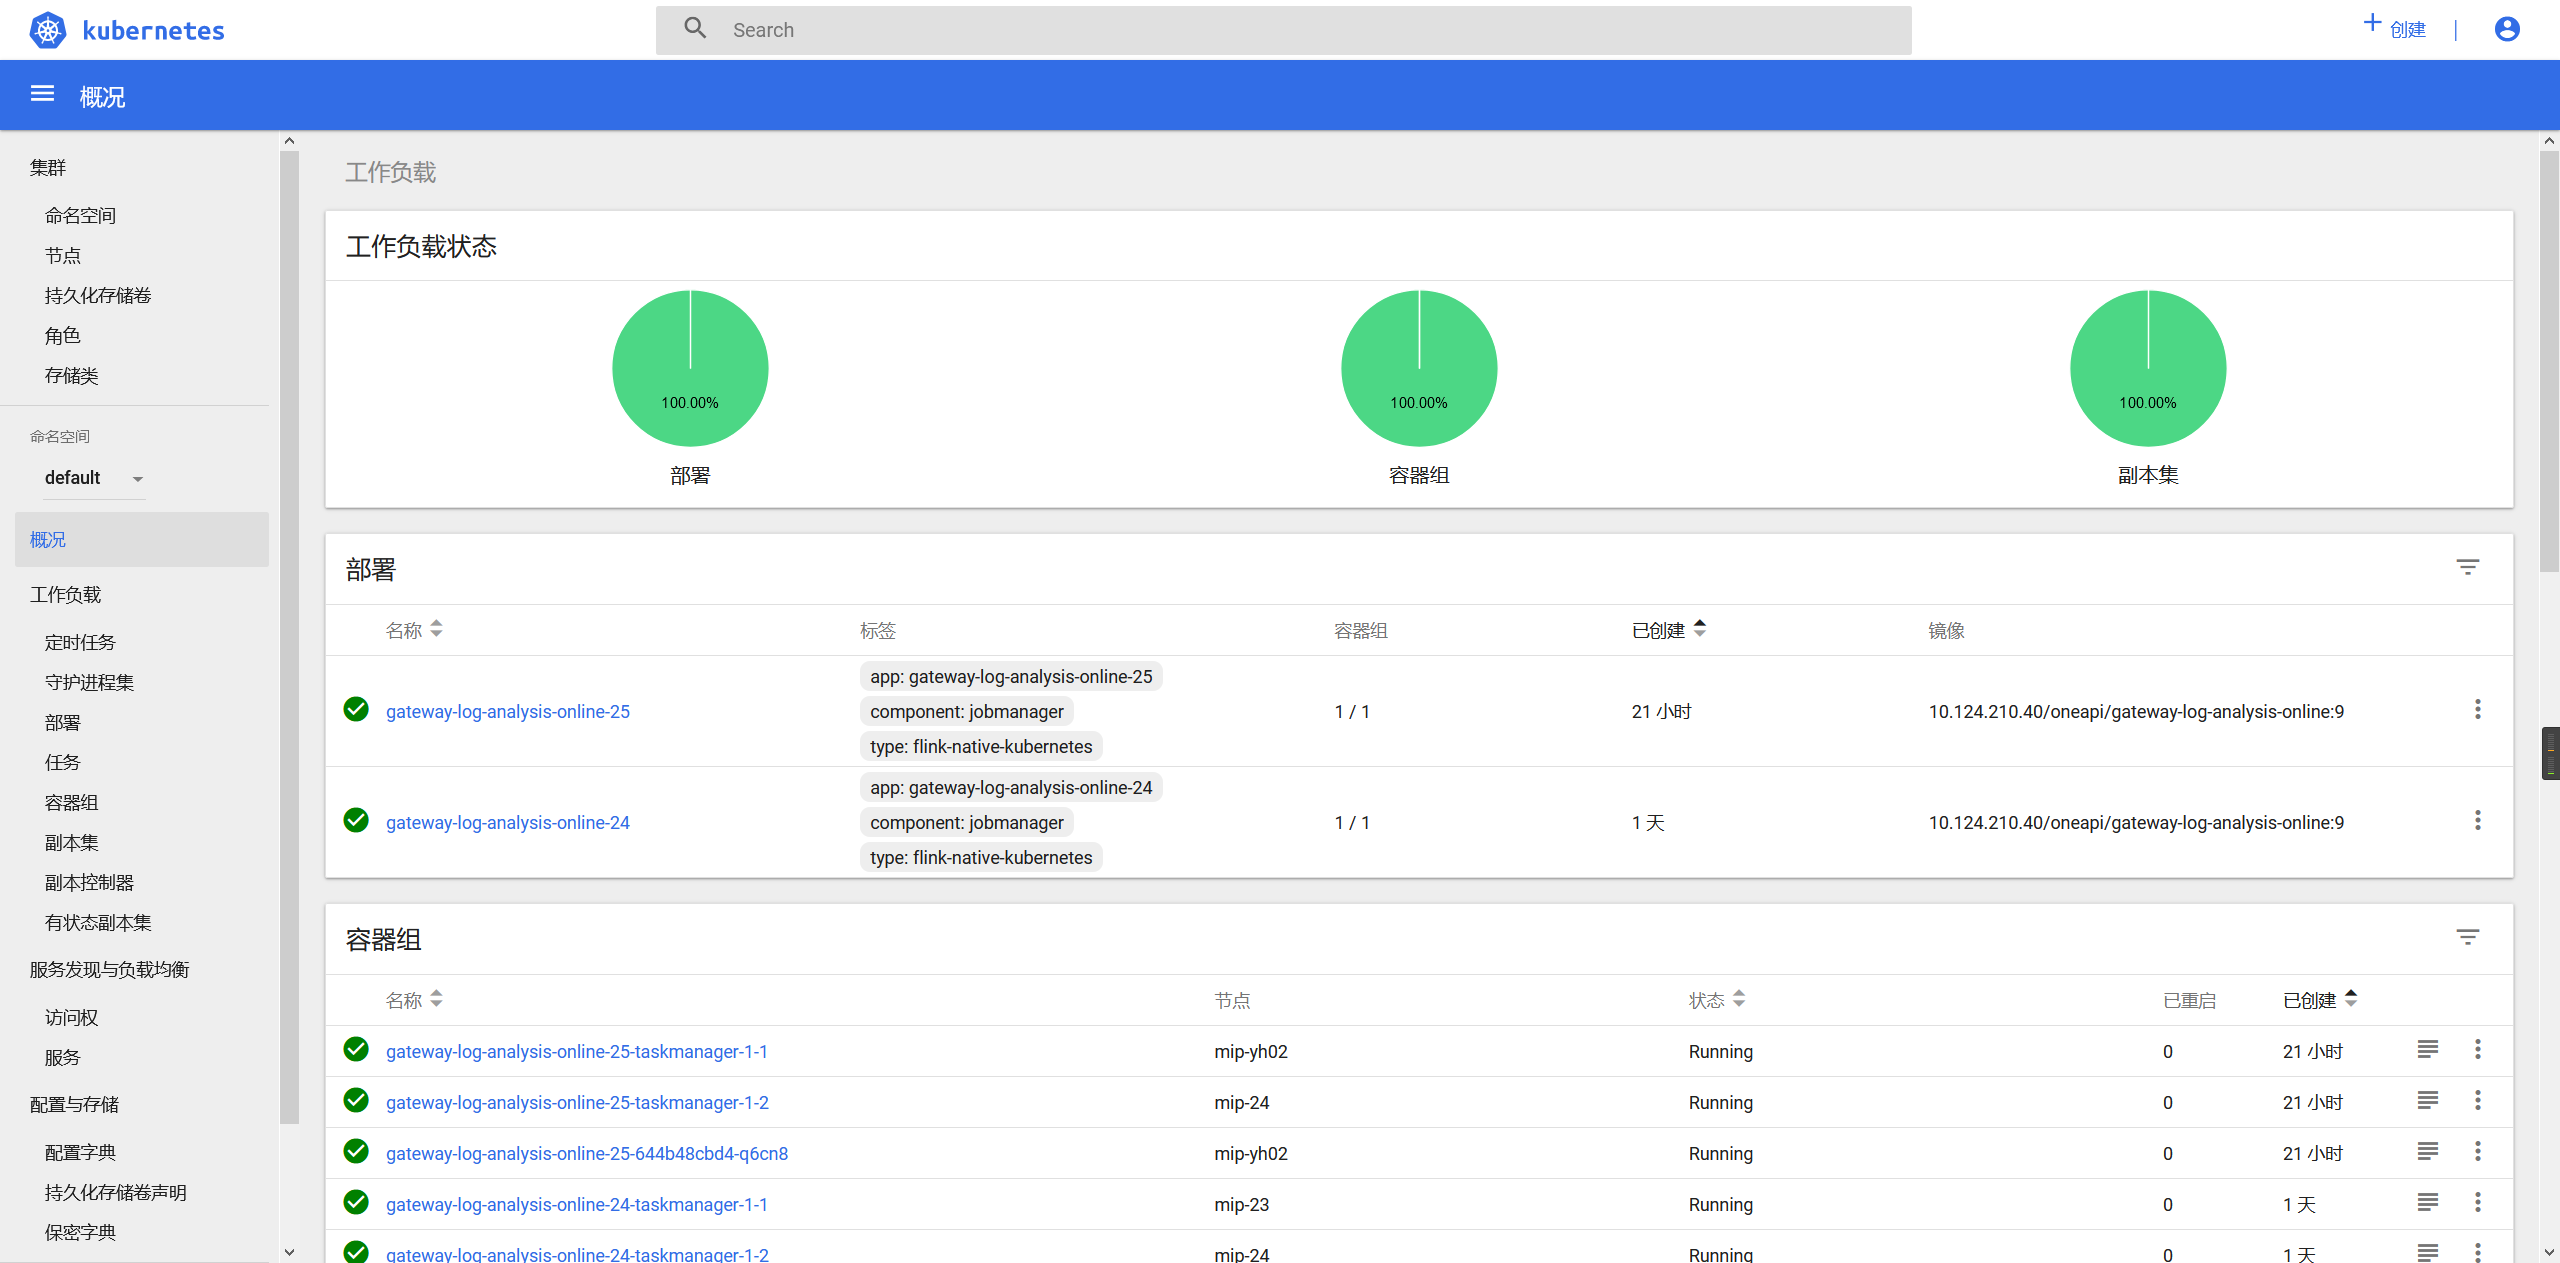 kubernetes
Search
创建
概况
集群
命名空间
节点
持久化存储卷
角色
存储类
命名空间
default
概况
工作负载
定时任务
守护进程集
部署
任务
容器组
副本集
副本控制器
有状态副本集
服务发现与负载均衡
访问权
服务
配置与存储
配置字典
持久化存储卷声明
保密字典
工作负载
工作负载状态
100.00% 100.00% 100.00%
部署 容器组 副本集
部署
名称 标签 容器组 已创建 镜像
app: gateway-log-analysis-online-25
gateway-log-analysis-online-25 component: jobmanager 1 / 1 21 小时 10.124.210.40/oneapi/gateway-log-analysis-online:9
type: flink-native-kubernetes
app: gateway-log-analysis-online-24
gateway-log-analysis-online-24 component: jobmanager 1 / 1 1 天 10.124.210.40/oneapi/gateway-log-analysis-online:9
type: flink-native-kubernetes
容器组
名称 节点 状态 已重启 已创建
gateway-log-analysis-online-25-taskmanager-1-1 mip-yh02 Running 0 21 小时
gateway-log-analysis-online-25-taskmanager-1-2 mip-24 Running 0 21 小时
gateway-log-analysis-online-25-644b48cbd4-q6cn8 mip-yh02 Running 0 21 小时
gateway-log-analysis-online-24-taskmanager-1-1 mip-23 Running 0 1 天
gateway-log-analysis-online-24-taskmanager-1-2 mip-24 Running 0 1 天